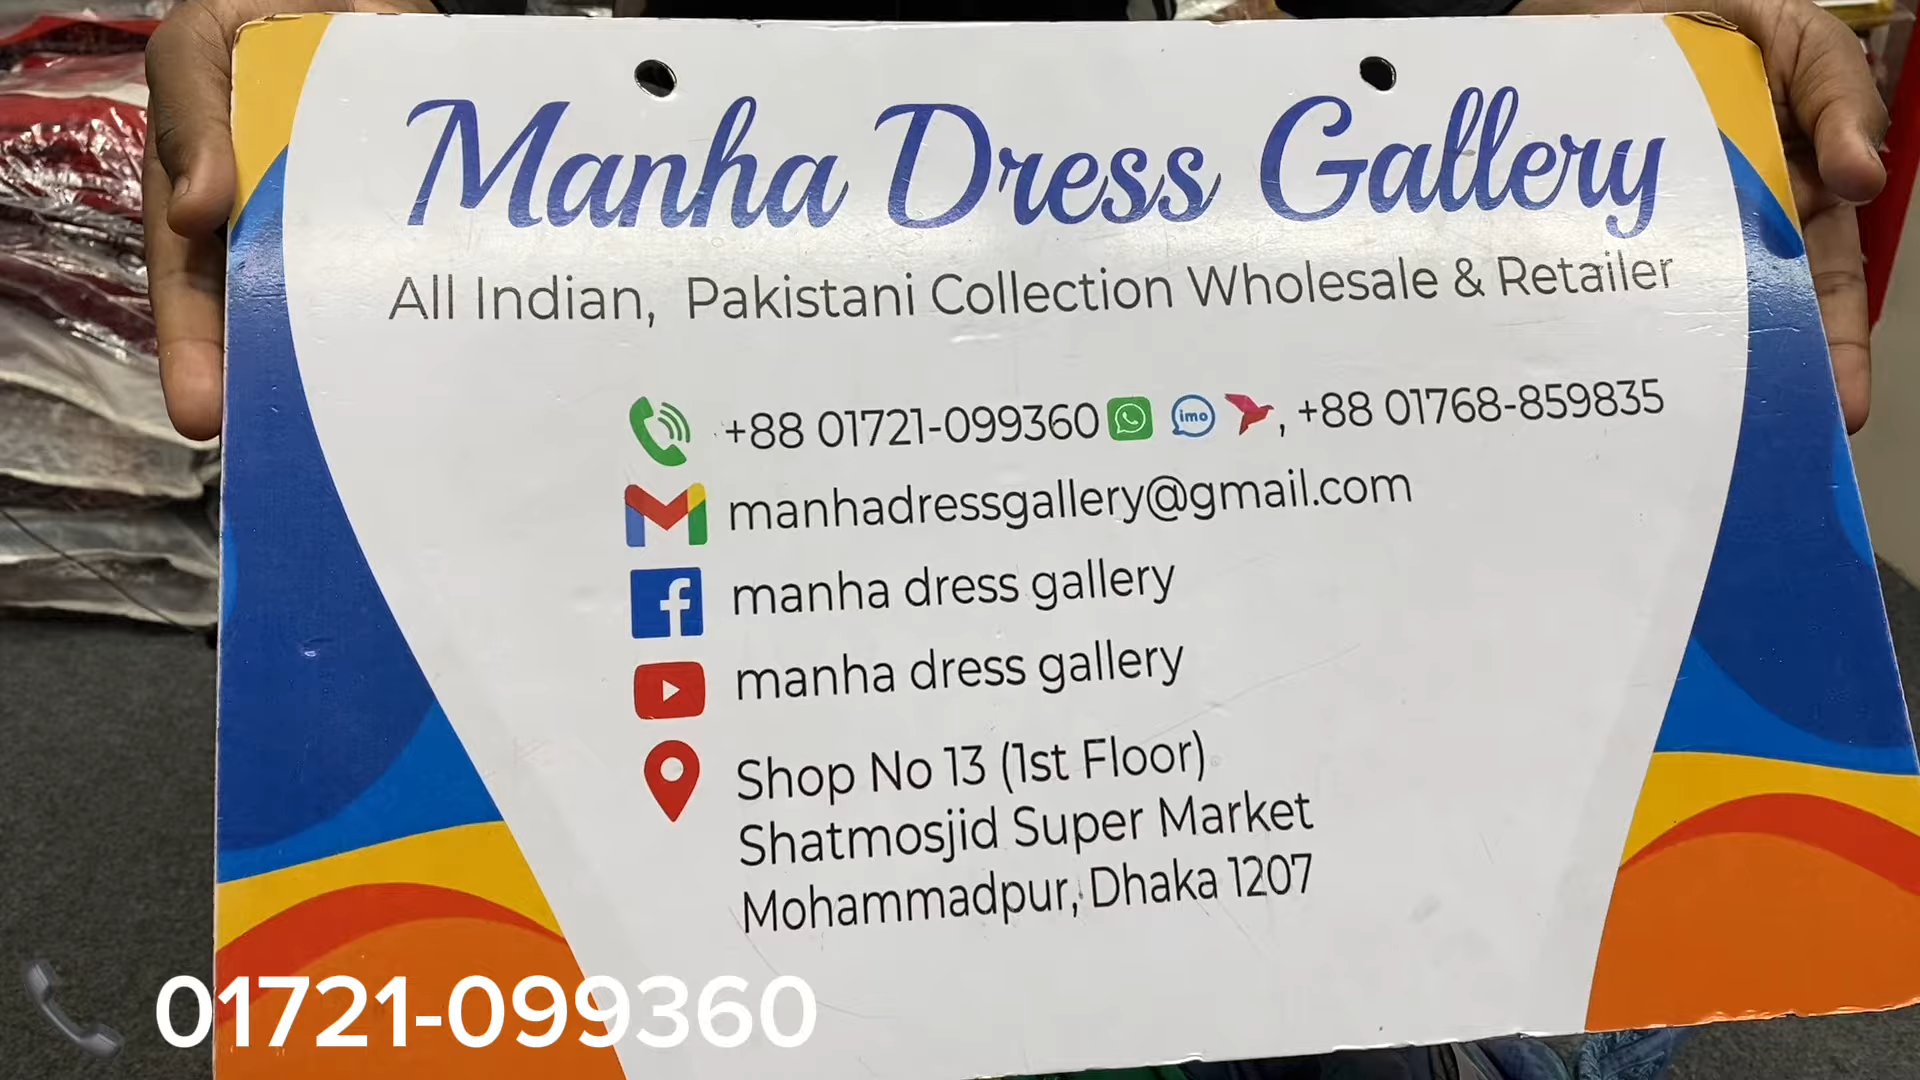 Manha Dress Gallery
All Indian, Pakistani Collection Wholesale & Retailer
+88 01721-099360 imo, +88 01768-859835
manhadressgallery@gmail.com
manha dress gallery
manha dress gallery
Shop No 13 (1st Floor)
Shatmosjid Super Market
Mohammadpur, Dhaka 1207
01721-099360